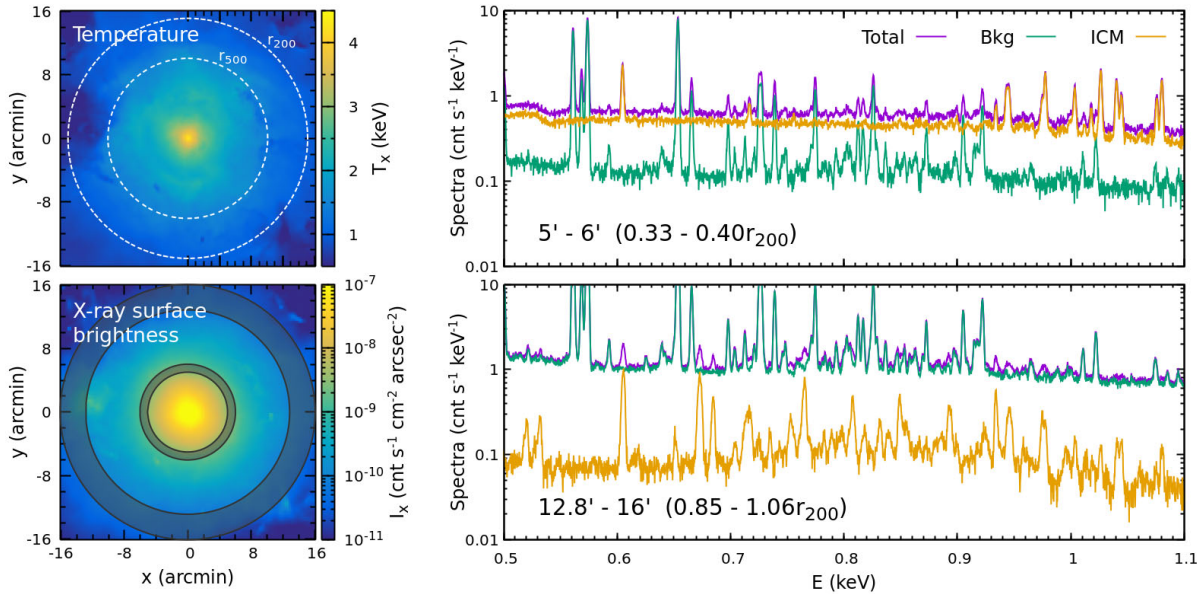 Temperature
r200
r500
16
8
0
-8
-16
y (arcmin)
4
3
2
1
Tx (keV)
X-ray surface
brightness
16
8
0
-8
-16
y (arcmin)
-16
-8
0
8
16
x (arcmin)
10-7
10-8
10-9
10-10
10-11
Ix (cnt s-1 cm-2 arcsec-2)
Total
Bkg
ICM
10
1
0.1
0.01
Spectra (cnt s-1 keV-1)
5' - 6' (0.33 - 0.40r200)
10
1
0.1
0.01
Spectra (cnt s-1 keV-1)
12.8' - 16' (0.85 - 1.06r200)
0.5
0.6
0.7
0.8
0.9
1
1.1
E (keV)